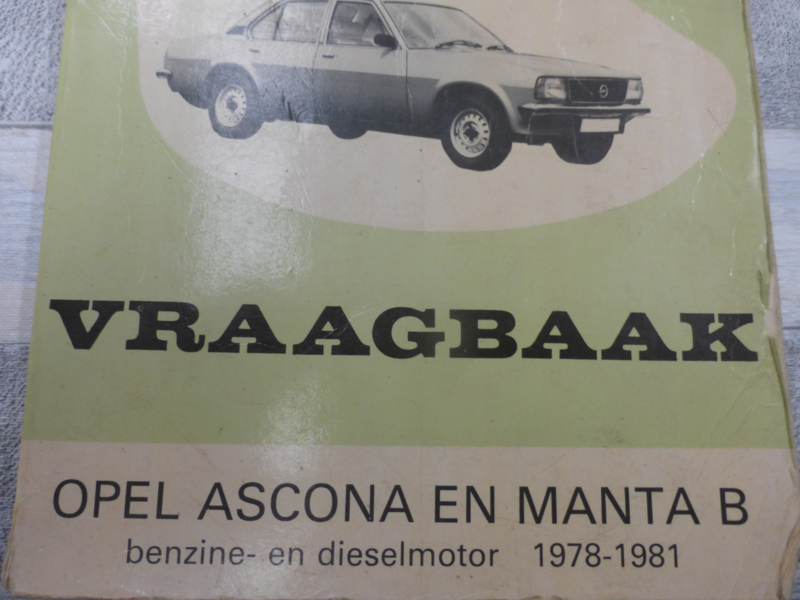 VRAAGBAAK
OPEL ASCONA EN MANTA B
benzine- en dieselmotor 1978-1981